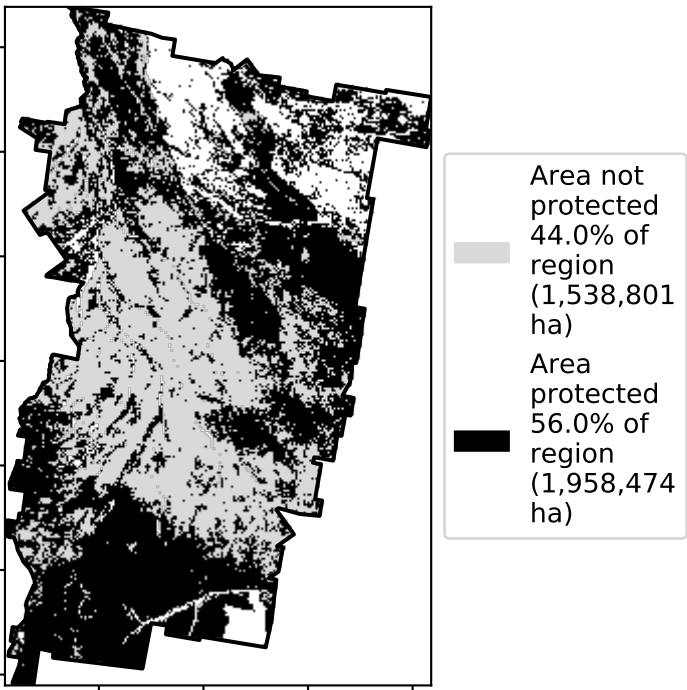 Area not
protected
44.0% of
region
(1,538,801
ha)
Area
protected
56.0% of
region
(1,958,474
ha)